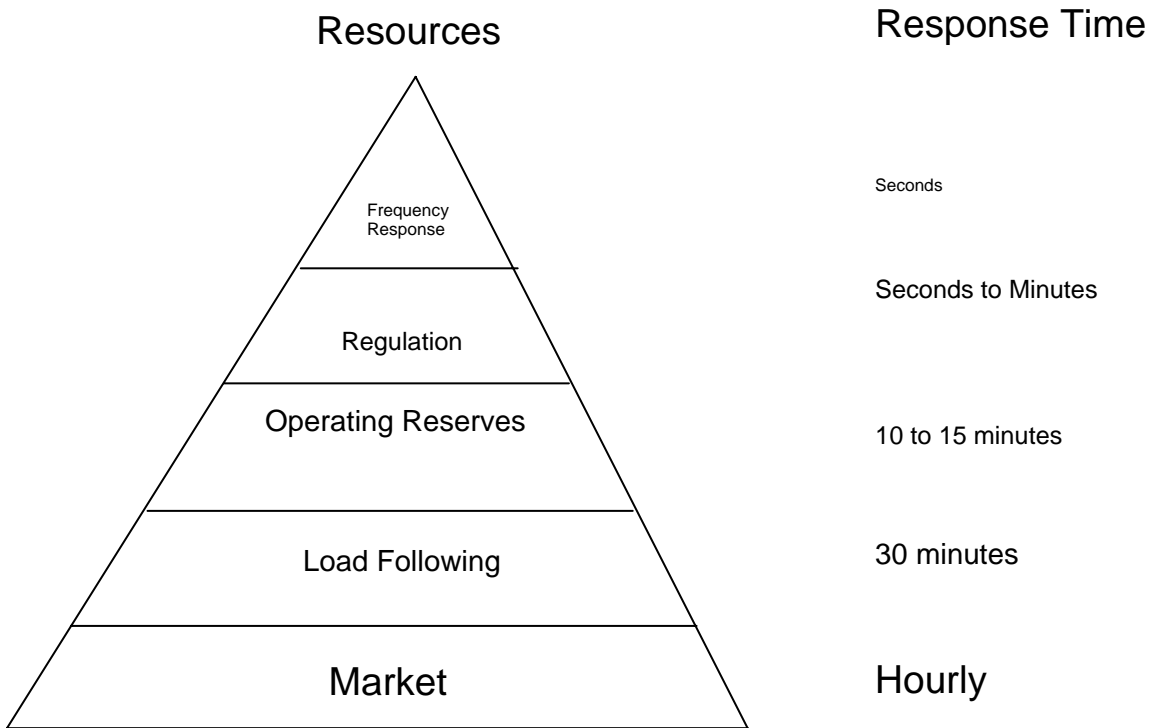 Resources
Response Time
Frequency
Response
Seconds
Regulation
Seconds to Minutes
Operating Reserves
10 to 15 minutes
Load Following
30 minutes
Market
Hourly